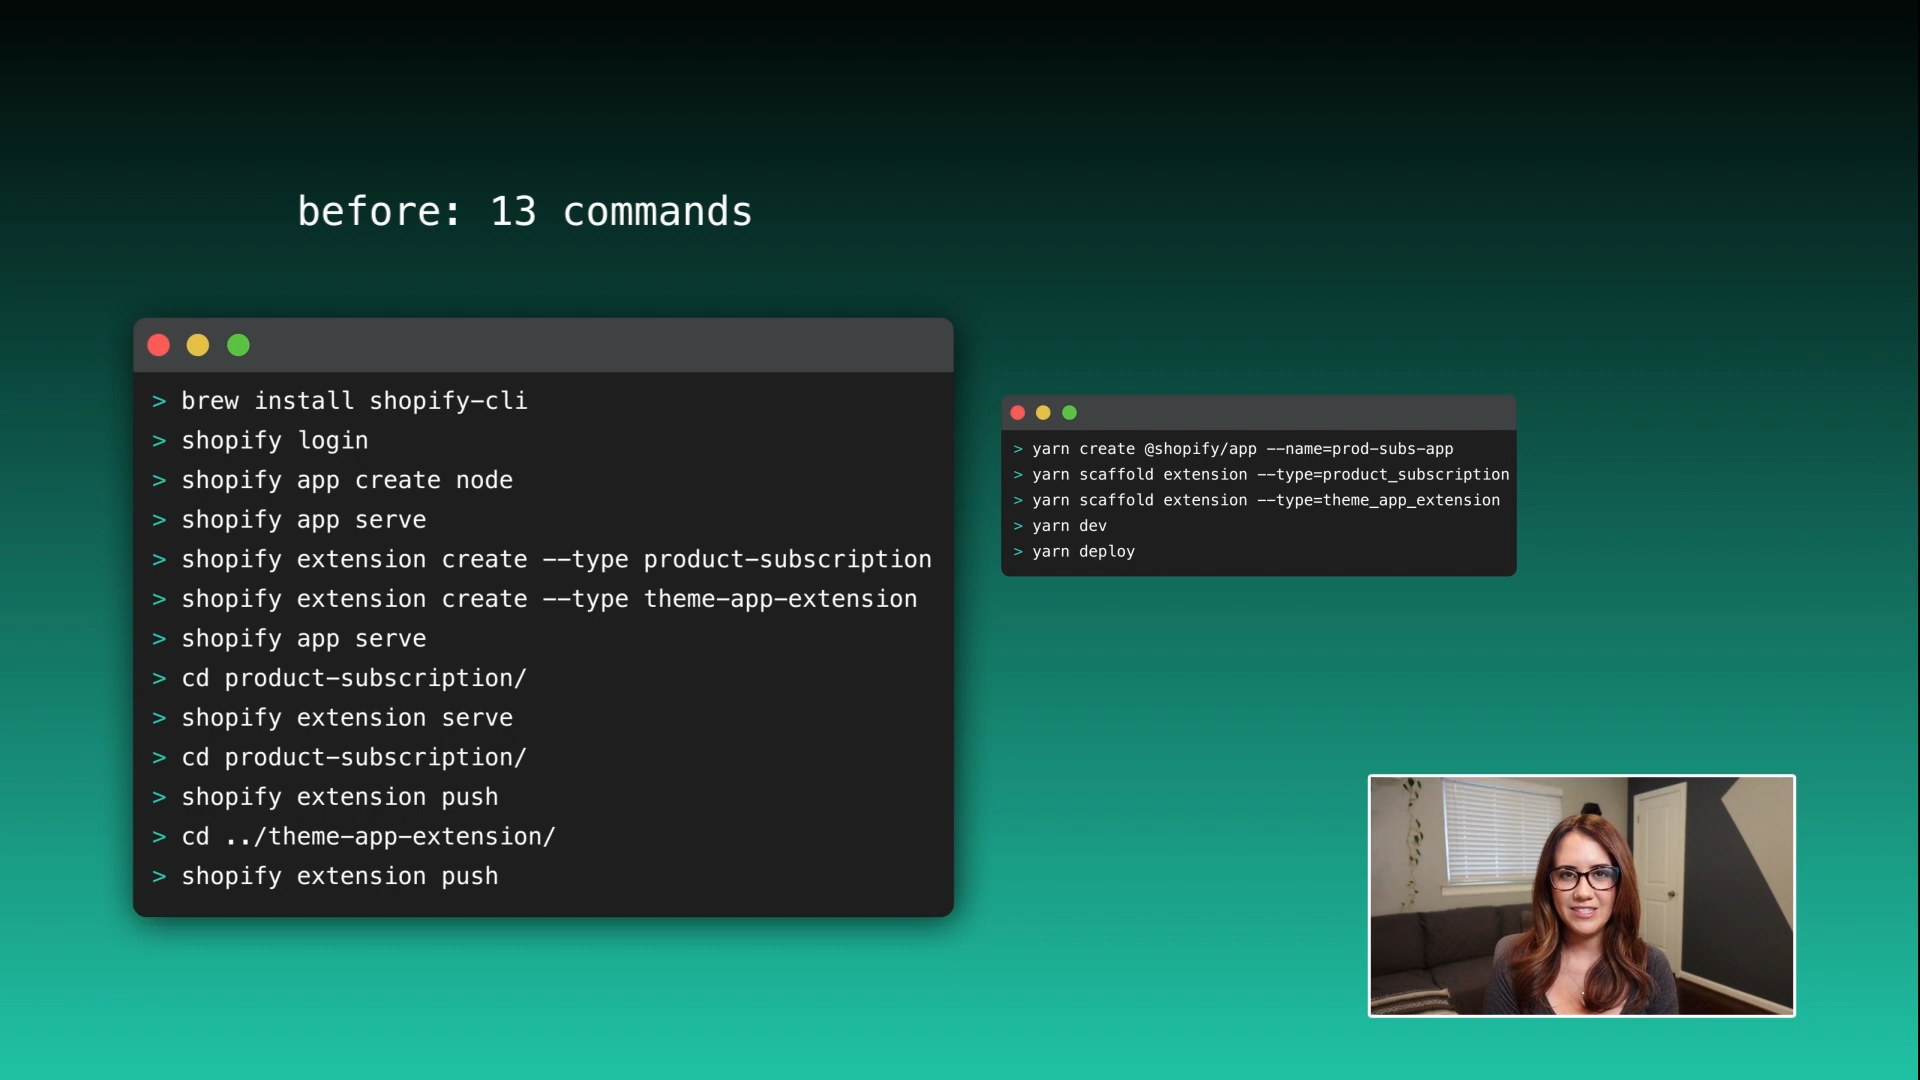 before: 13 commands
> brew install shopify-cli
> shopify login
> shopify app create node
> shopify app serve
> shopify extension create --type product-subscription
> shopify extension create --type theme-app-extension
> shopify app serve
> cd product-subscription/
> shopify extension serve
> cd product-subscription/
> shopify extension push
> cd ../theme-app-extension/
> shopify extension push
> yarn create @shopify/app --name=prod-subs-app
> yarn scaffold extension --type=product_subscription
> yarn scaffold extension --type=theme_app_extension
> yarn dev
> yarn deploy